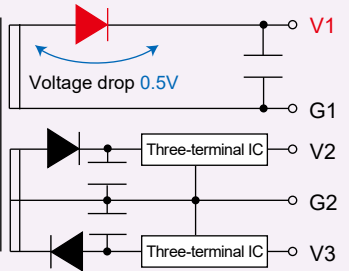 V1
Voltage drop 0.5V
G1
Three-terminal IC
V2
G2
Three-terminal IC
V3